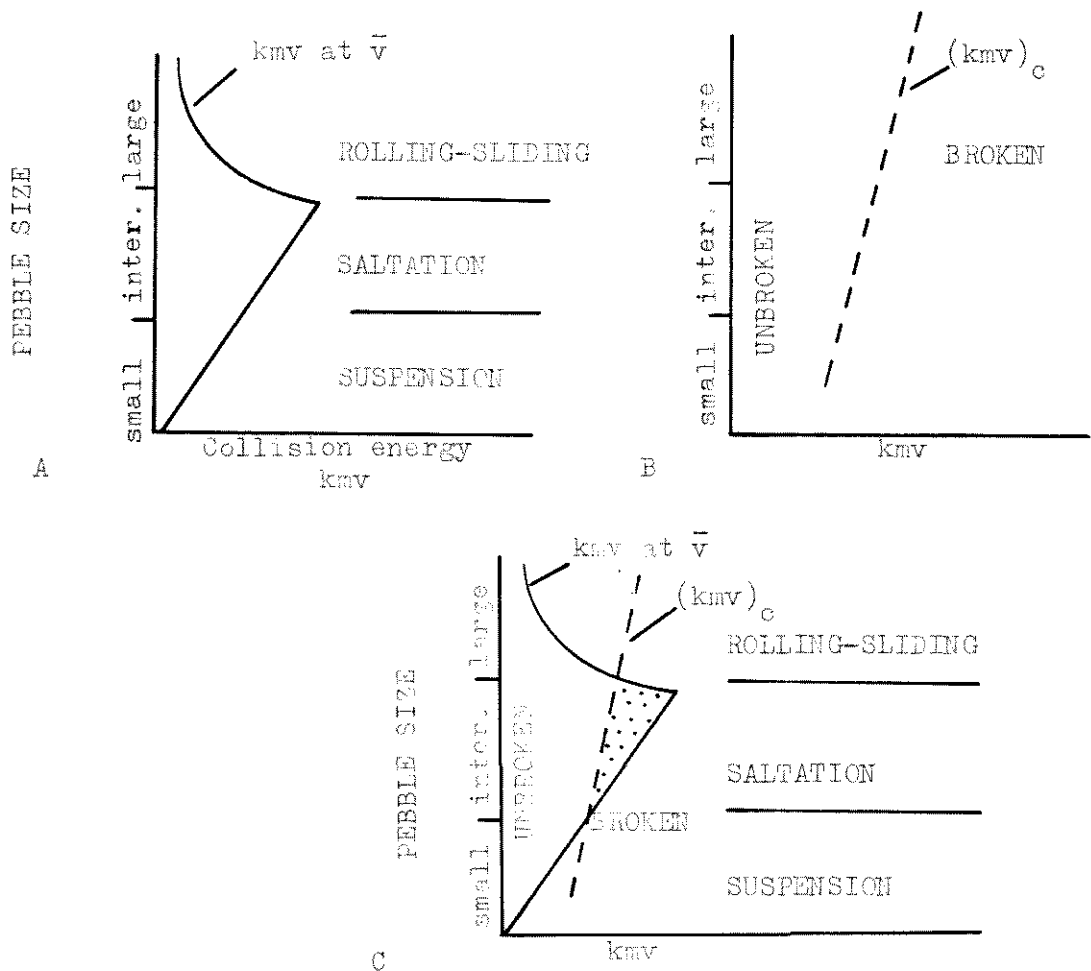 kmv at v̄
PEBBLE SIZE
small inter. large
ROLLING-SLIDING
SALTATION
SUSPENSION
Collision energy
kmv
A
(kmv)c
small inter. large
UNBROKEN
BROKEN
kmv
B
kmv at v̄
(kmv)c
PEBBLE SIZE
small inter. large
UNBROKEN
BROKEN
ROLLING-SLIDING
SALTATION
SUSPENSION
kmv
C